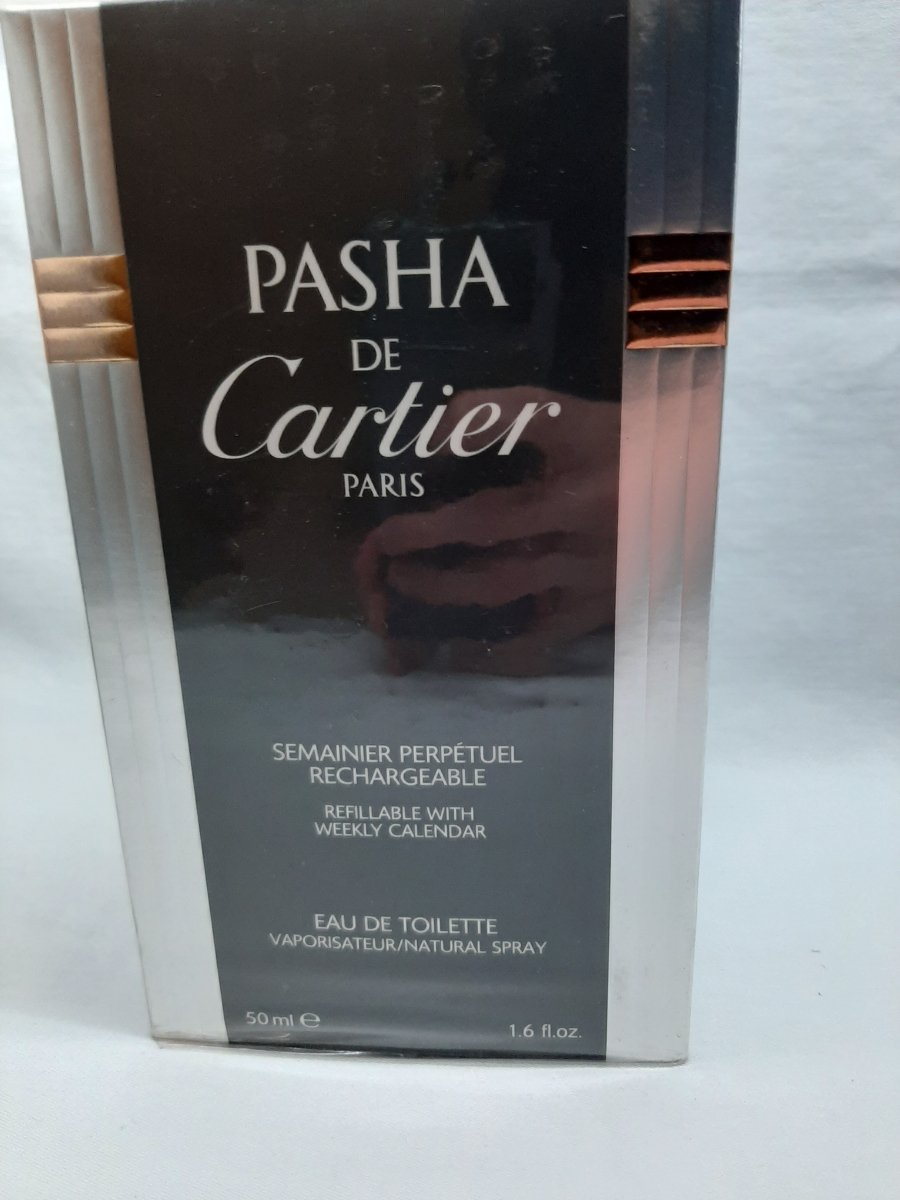 PASHA
DE
Cartier
PARIS
SEMAINIER PERPÉTUEL
RECHARGEABLE
REFILLABLE WITH
WEEKLY CALENDAR
EAU DE TOILETTE
VAPORISATEUR/NATURAL SPRAY
50 ml ℮
1.6 fl.oz.